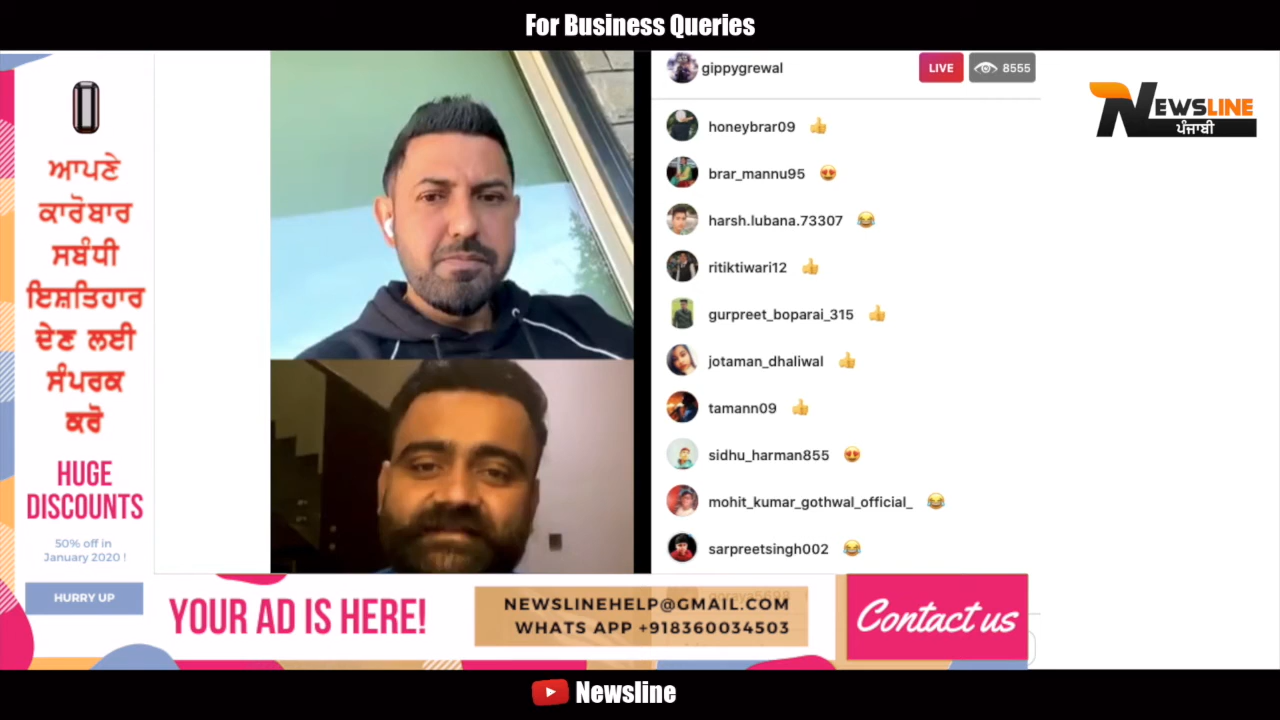 For Business Queries
gippygrewal
LIVE
8555
NEWSLINE
ਪੰਜਾਬੀ
honeybrar09
brar_mannu95
harsh.lubana.73307
ritiktiwari12
gurpreet_boparai_315
jotaman_dhaliwal
tamann09
sidhu_harman855
mohit_kumar_gothwal_official_
sarpreetsingh002
ਆਪਣੇ
ਕਾਰੋਬਾਰ
ਸਬੰਧੀ
ਇਸ਼ਤਿਹਾਰ
ਦੇਣ ਲਈ
ਸੰਪਰਕ
ਕਰੋ
HUGE
DISCOUNTS
50% off in
January 2020 !
HURRY UP
YOUR AD IS HERE!
NEWSLINEHELP@GMAIL.COM
WHATS APP +918360034503
Contact us
Newsline